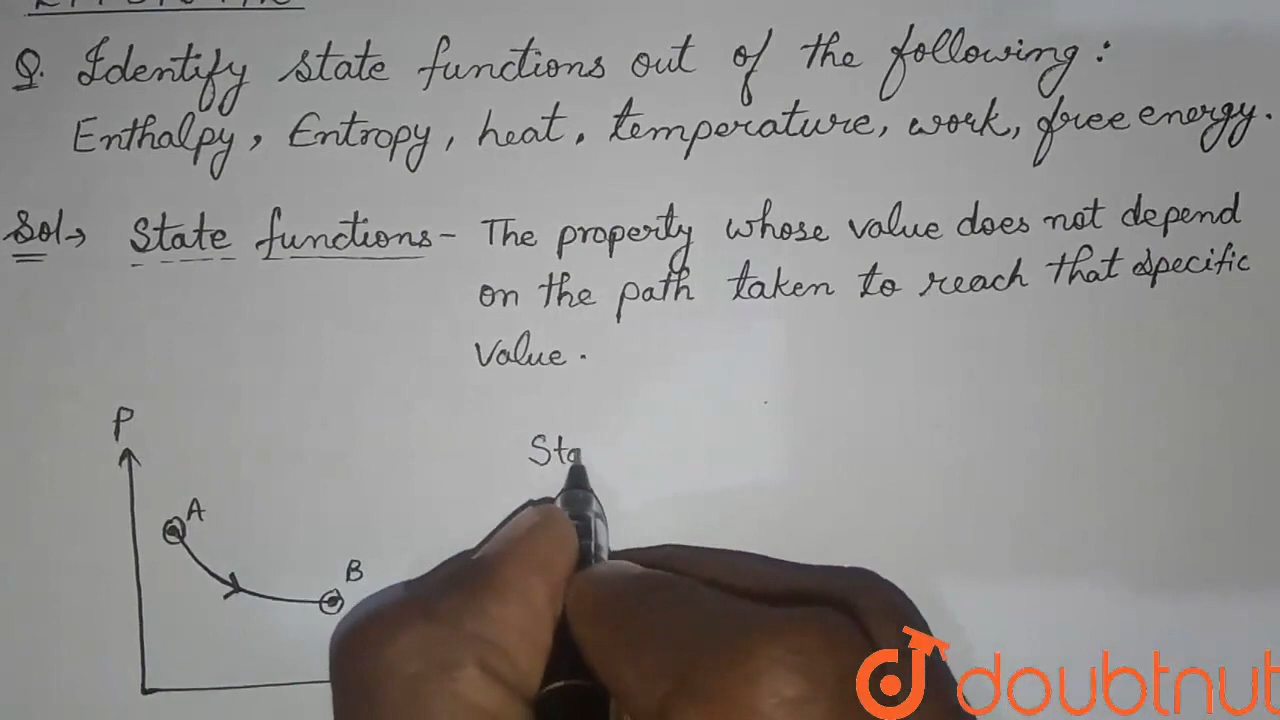 Q. Identify state functions out of the following :
Enthalpy, Entropy, heat, temperature, work, free energy.
Sol→ State functions - The property whose value does not depend
on the path taken to reach that specific
value.
P
Sta
A
B
doubtnut